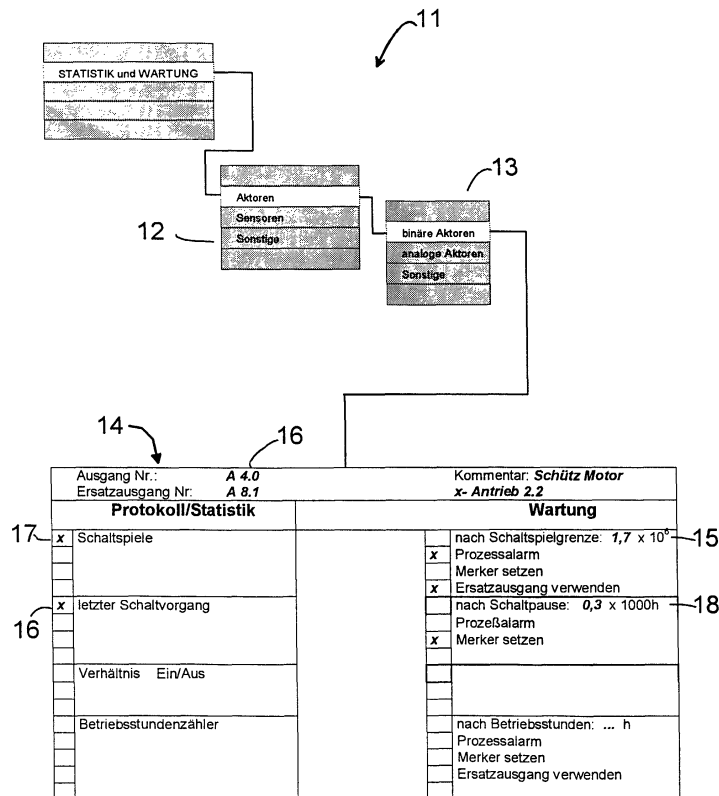 11
STATISTIK und WARTUNG
13
Aktoren
Sensoren
Sonstige
12
binäre Aktoren
analoge Aktoren
Sonstige
14
16
Ausgang Nr.: A 4.0 Kommentar: Schütz Motor
Ersatzausgang Nr: A 8.1 x- Antrieb 2.2
Protokoll/Statistik Wartung
17 x Schaltspiele nach Schaltspielgrenze: 1,7 x 10⁶ 15
x Prozessalarm
Merker setzen
x Ersatzausgang verwenden
16 x letzter Schaltvorgang nach Schaltpause: 0,3 x 1000h 18
Prozeßalarm
x Merker setzen
Verhältnis Ein/Aus
Betriebsstundenzähler nach Betriebsstunden: ... h
Prozessalarm
Merker setzen
Ersatzausgang verwenden